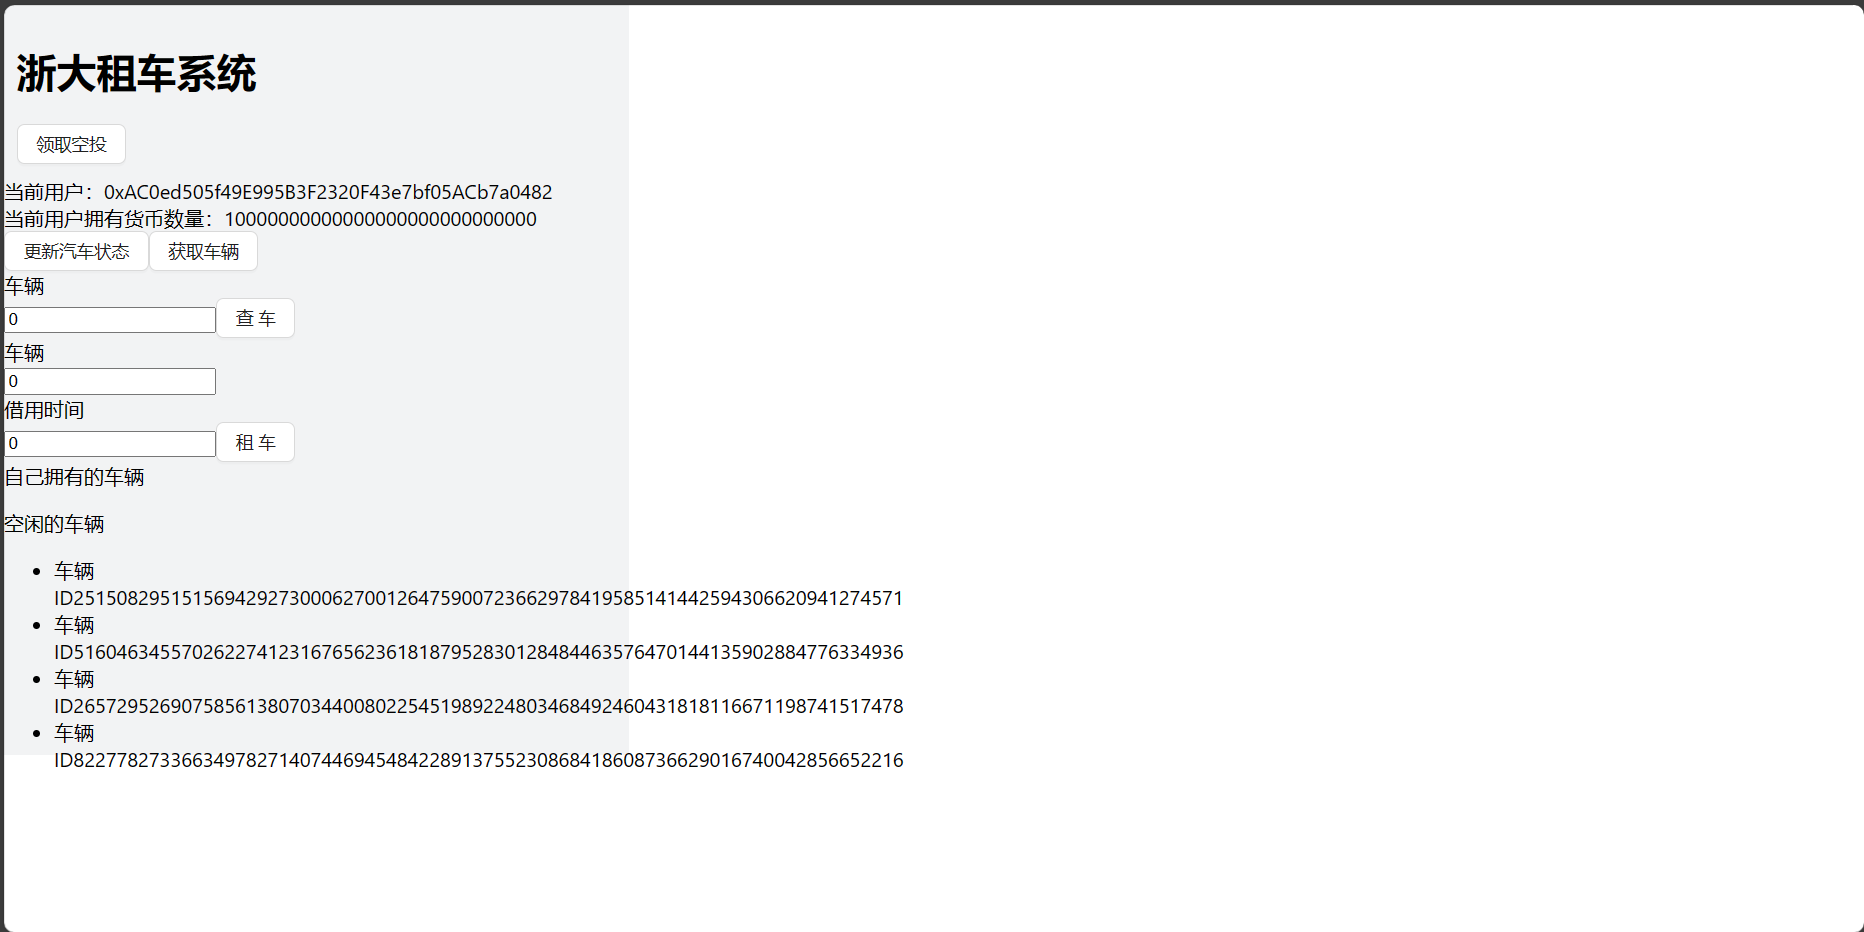 浙大租车系统
领取空投
当前用户：0xAC0ed505f49E995B3F2320F43e7bf05ACb7a0482
当前用户拥有货币数量：10000000000000000000000000000
更新汽车状态 获取车辆
车辆
0 查 车
车辆
0
借用时间
0 租 车
自己拥有的车辆
空闲的车辆
车辆
ID25150829515156942927300062700126475900723662978419585141442594306620941274571
车辆
ID51604634557026227412316765623618187952830128484463576470144135902884776334936
车辆
ID26572952690758561380703440080225451989224803468492460431818116671198741517478
车辆
ID82277827336634978271407446945484228913755230868418608736629016740042856652216